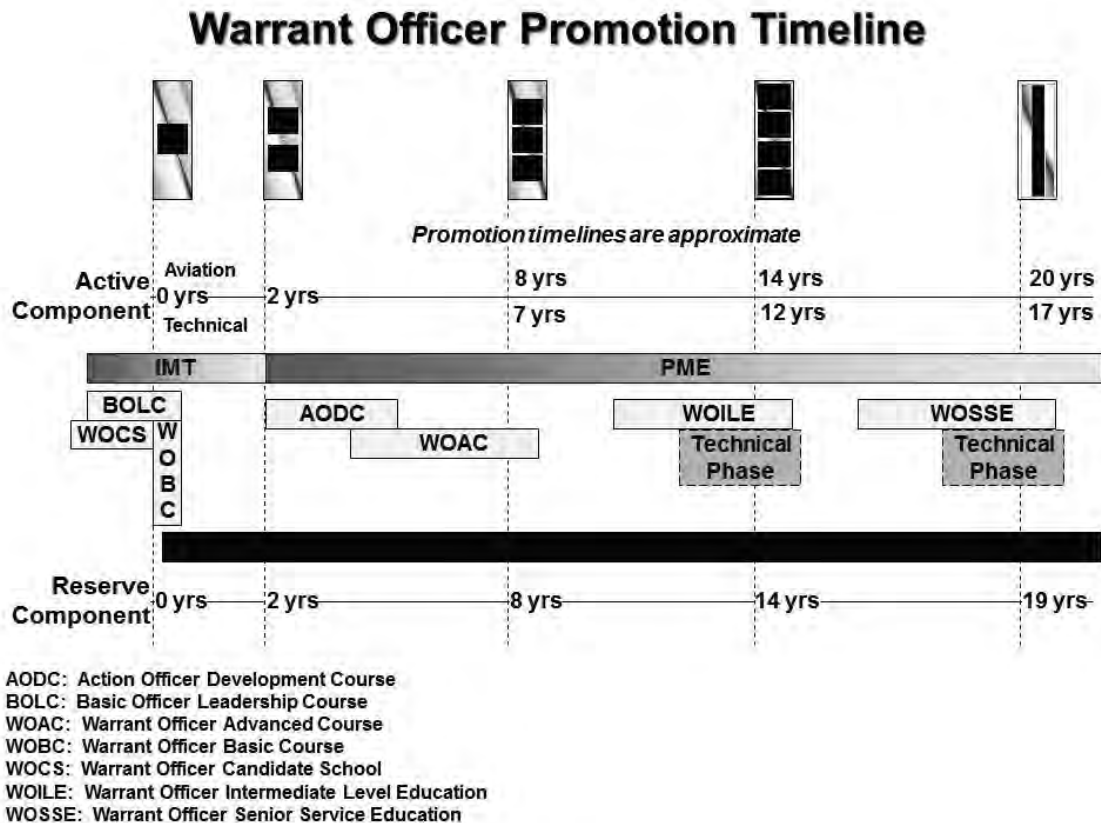 Warrant Officer Promotion Timeline
Promotion timelines are approximate
Active
Component
Aviation
Technical
0 yrs
2 yrs
8 yrs
7 yrs
14 yrs
12 yrs
20 yrs
17 yrs
IMT
PME
BOLC
WOCS
WOBC
AODC
WOAC
WOILE
Technical
Phase
WOSSE
Technical
Phase
Reserve
Component
0 yrs
2 yrs
8 yrs
14 yrs
19 yrs
AODC: Action Officer Development Course
BOLC: Basic Officer Leadership Course
WOAC: Warrant Officer Advanced Course
WOBC: Warrant Officer Basic Course
WOCS: Warrant Officer Candidate School
WOILE: Warrant Officer Intermediate Level Education
WOSSE: Warrant Officer Senior Service Education